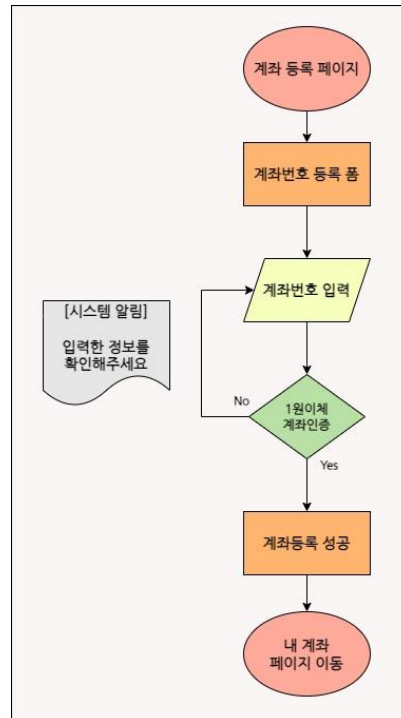 계좌 등록 페이지
계좌번호 등록 폼
계좌번호 입력
[시스템 알림]
입력한 정보를
확인해주세요
No
1원이체
계좌인증
Yes
계좌등록 성공
내 계좌
페이지 이동